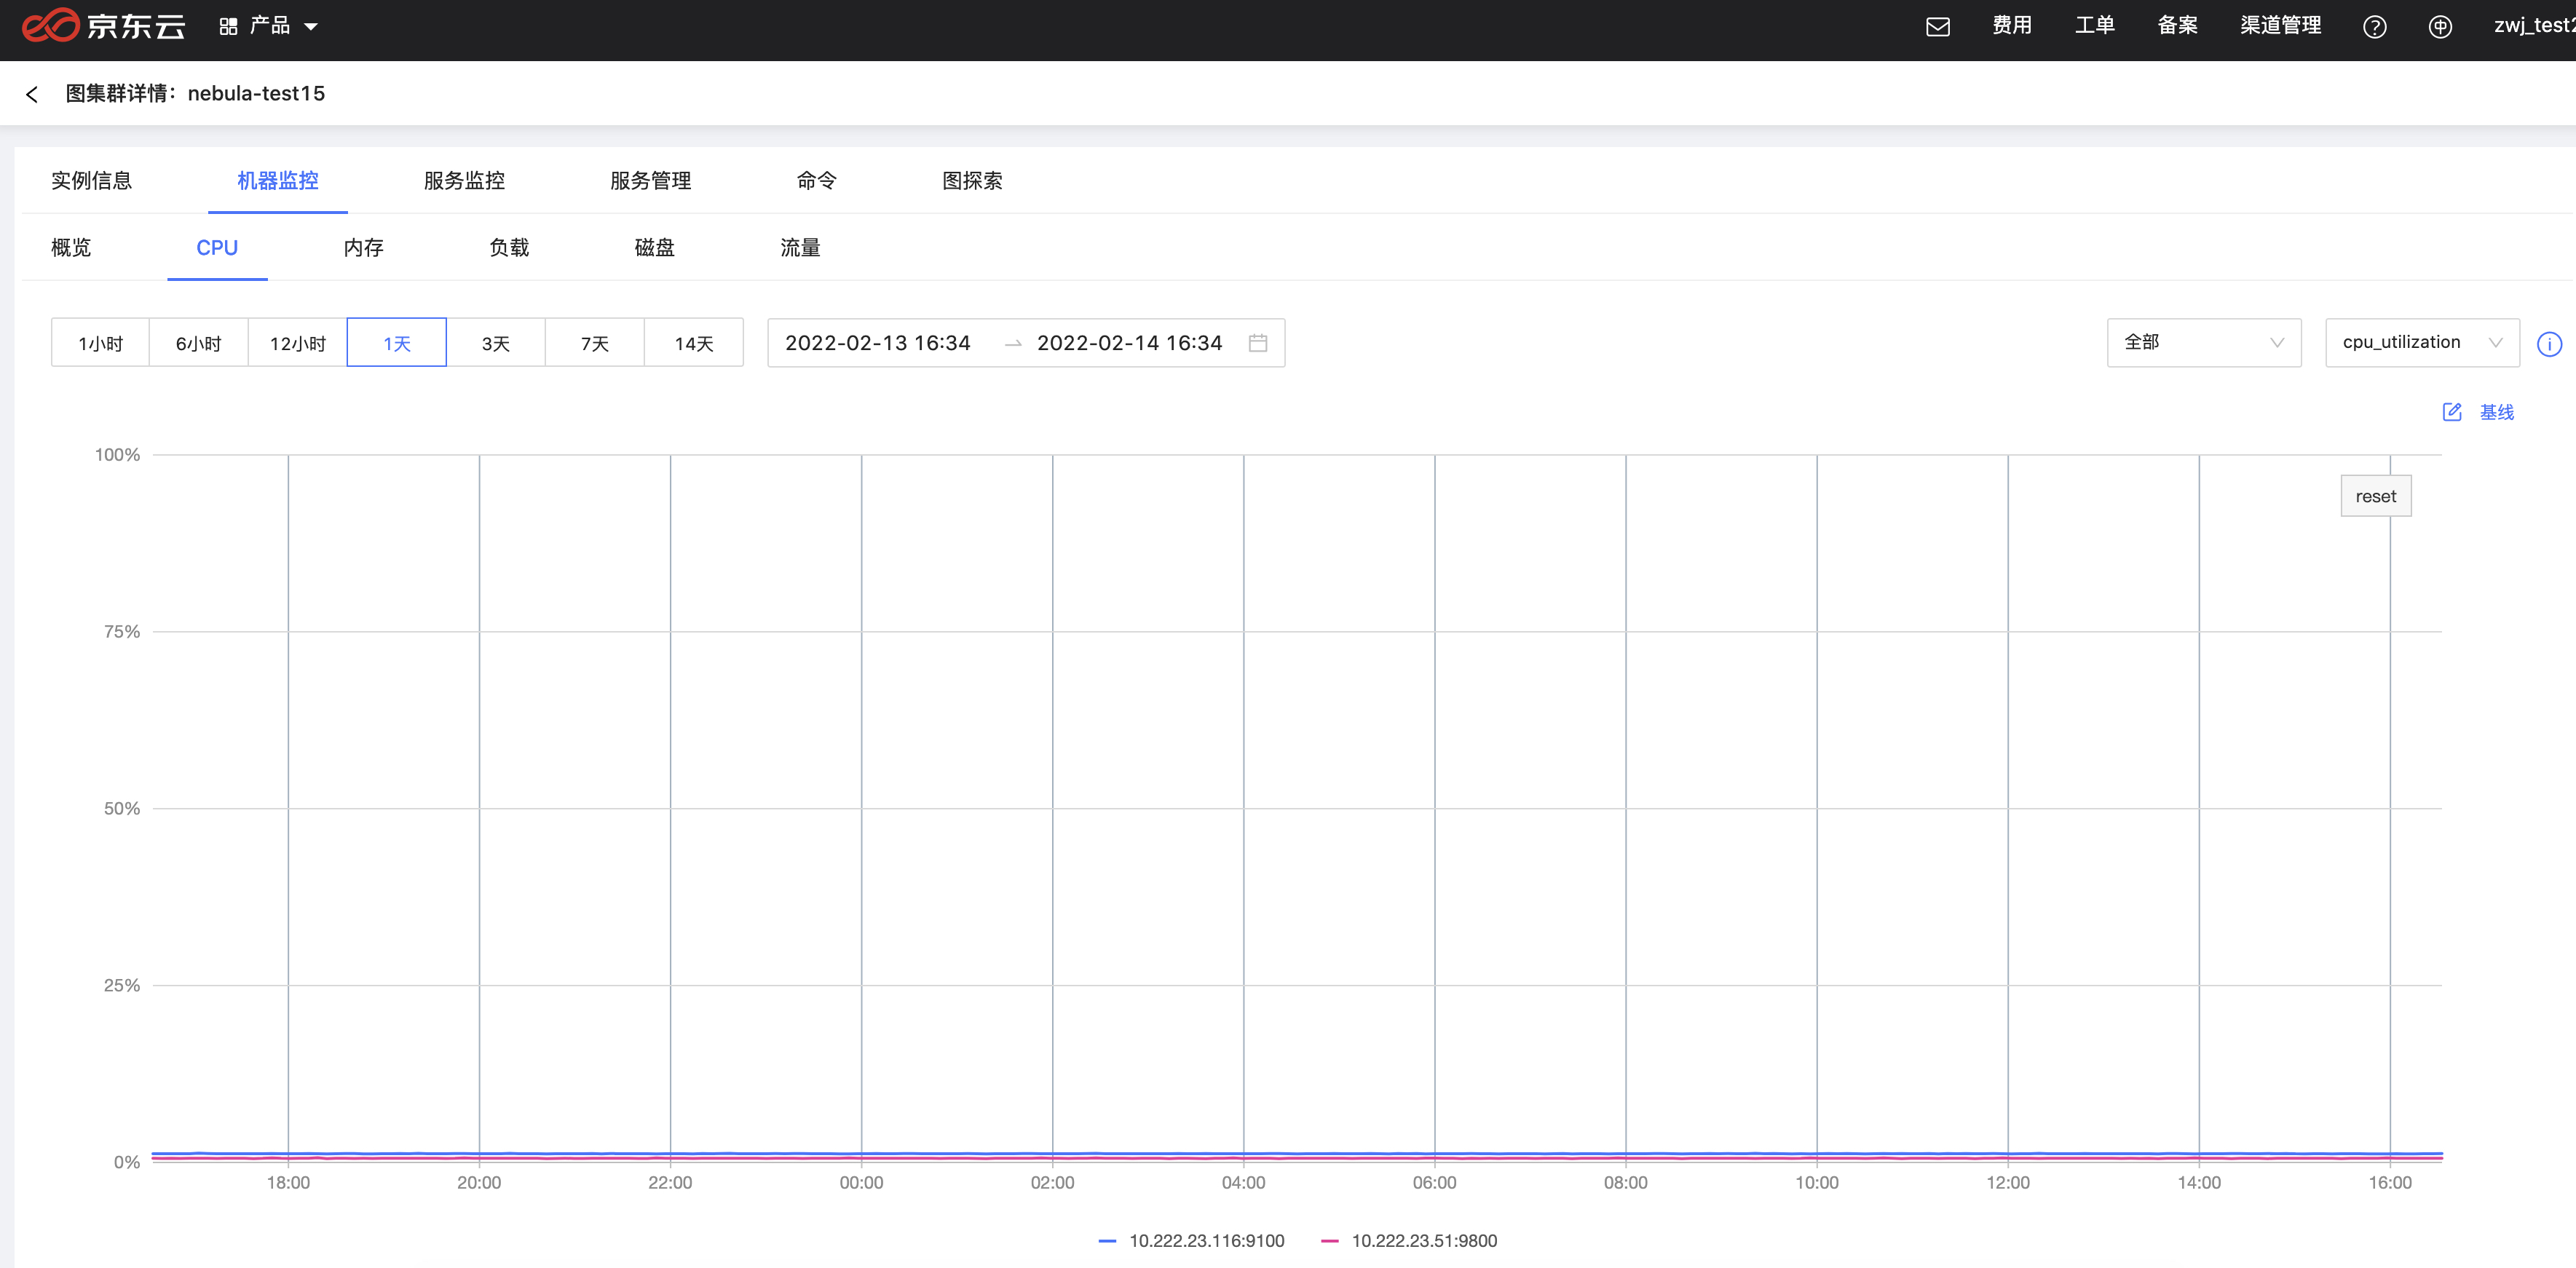 京东云 产品 费用 工单 备案 渠道管理 中 zwj_test2
图集群详情：nebula-test15
实例信息 机器监控 服务监控 服务管理 命令 图探索
概览 CPU 内存 负载 磁盘 流量
1小时 6小时 12小时 1天 3天 7天 14天 2022-02-13 16:34 → 2022-02-14 16:34 全部 cpu_utilization
基线
100%
reset
75%
50%
25%
0%
18:00 20:00 22:00 00:00 02:00 04:00 06:00 08:00 10:00 12:00 14:00 16:00
10.222.23.116:9100 10.222.23.51:9800